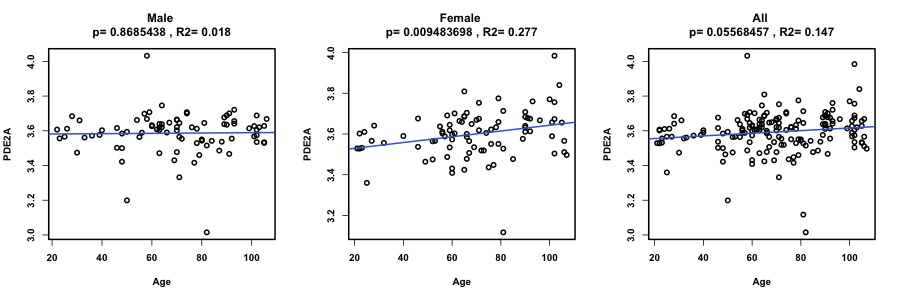 Male
p= 0.8685438 , R2= 0.018
PDE2A
4.0
3.8
3.6
3.4
3.2
3.0
20 40 60 80 100
Age
Female
p= 0.009483698 , R2= 0.277
PDE2A
4.0
3.8
3.6
3.4
3.2
20 40 60 80 100
Age
All
p= 0.05568457 , R2= 0.147
PDE2A
4.0
3.8
3.6
3.4
3.2
3.0
20 40 60 80 100
Age